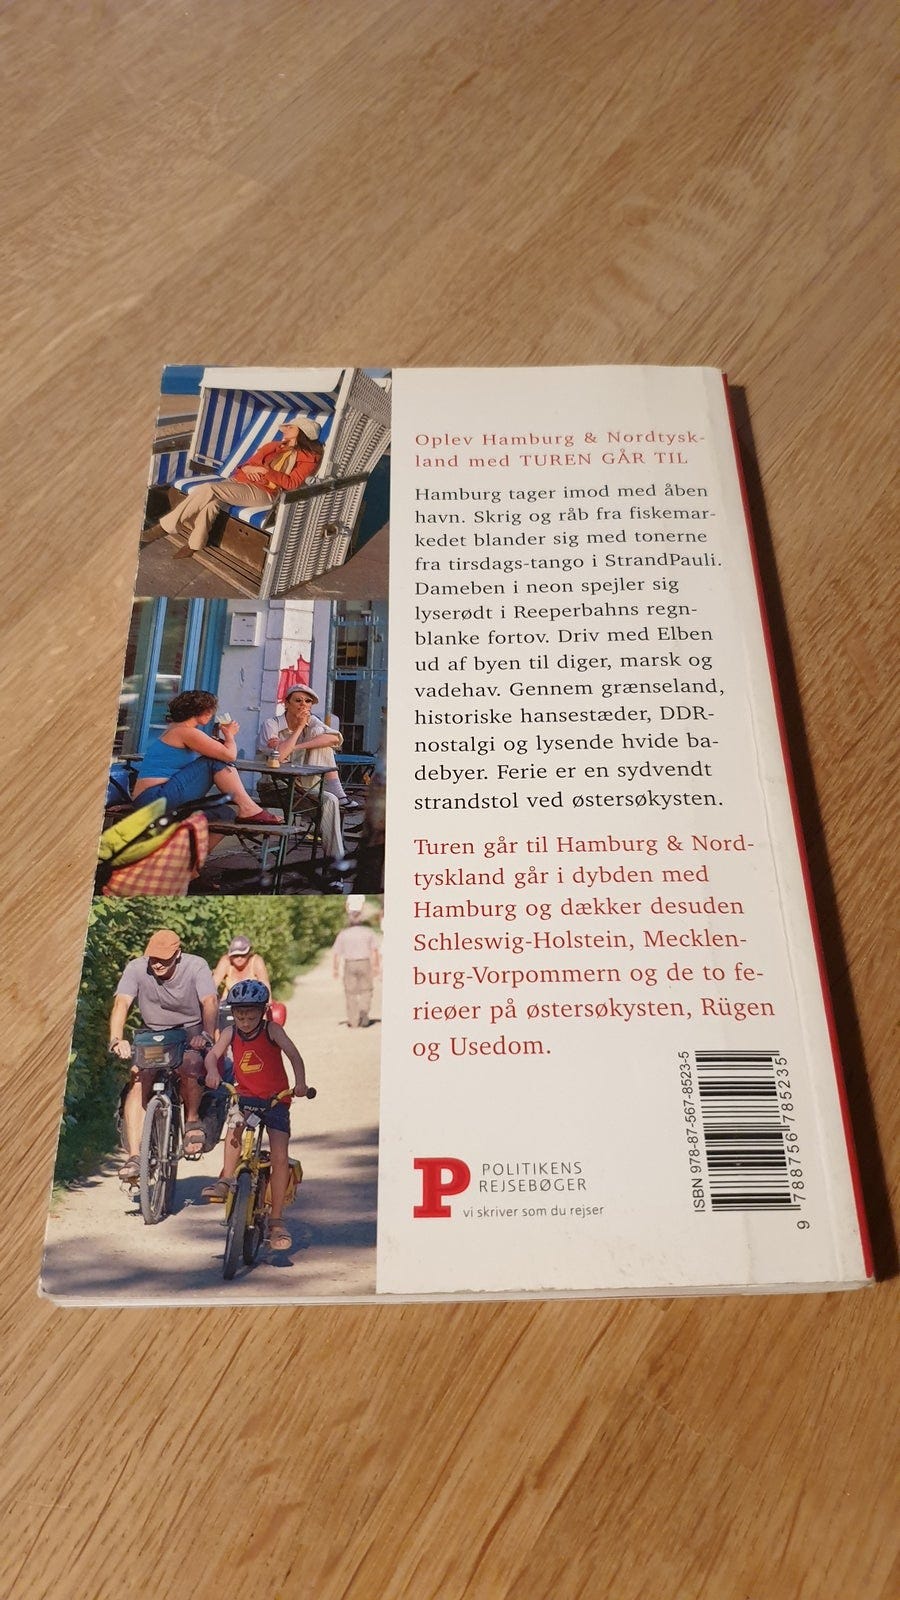 Oplev Hamburg & Nordtysk-
land med TUREN GÅR TIL
Hamburg tager imod med åben
havn. Skrig og råb fra fiskemar-
kedet blander sig med tonerne
fra tirsdags-tango i StrandPauli.
Dameben i neon spejler sig
lyserødt i Reeperbahns regn-
blanke fortov. Driv med Elben
ud af byen til diger, marsk og
vadehav. Gennem grænseland,
historiske hansestæder, DDR-
nostalgi og lysende hvide ba-
debyer. Ferie er en sydvendt
strandstol ved østersøkysten.
Turen går til Hamburg & Nord-
tyskland går i dybden med
Hamburg og dækker desuden
Schleswig-Holstein, Mecklen-
burg-Vorpommern og de to fe-
rieøer på østersøkysten, Rügen
og Usedom.
P POLITIKENS
REJSEBØGER
vi skriver som du rejser
ISBN 978-87-567-8523-5
9 788756 785235